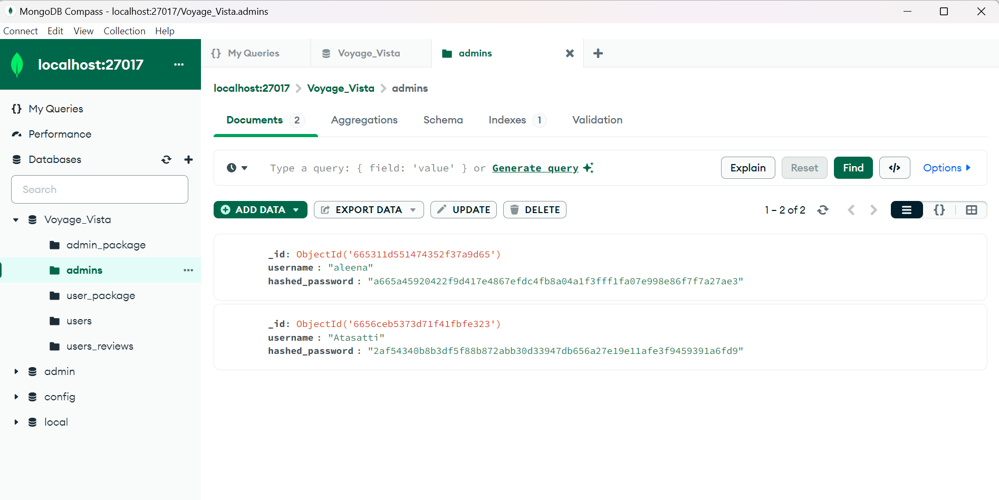 MongoDB Compass - localhost:27017/Voyage_Vista.admins
Connect Edit View Collection Help
localhost:27017 ...
{} My Queries
Performance
Databases
Search
Voyage_Vista
admin_package
admins ...
user_package
users
users_reviews
admin
config
local
{} My Queries Voyage_Vista admins
localhost:27017 > Voyage_Vista > admins
Documents 2 Aggregations Schema Indexes 1 Validation
Type a query: { field: 'value' } or Generate query Explain Reset Find </> Options
ADD DATA EXPORT DATA UPDATE DELETE 1 – 2 of 2 {}
_id: ObjectId('665311d551474352f37a9d65')
username : "aleena"
hashed_password : "a665a45920422f9d417e4867efdc4fb8a04a1f3fff1fa07e998e86f7f7a27ae3"
_id: ObjectId('6656ceb5373d71f41fbfe323')
username : "Atasatti"
hashed_password : "2af54340b8b3df5f88b872abb30d33947db656a27e19e11afe3f9459391a6fd9"